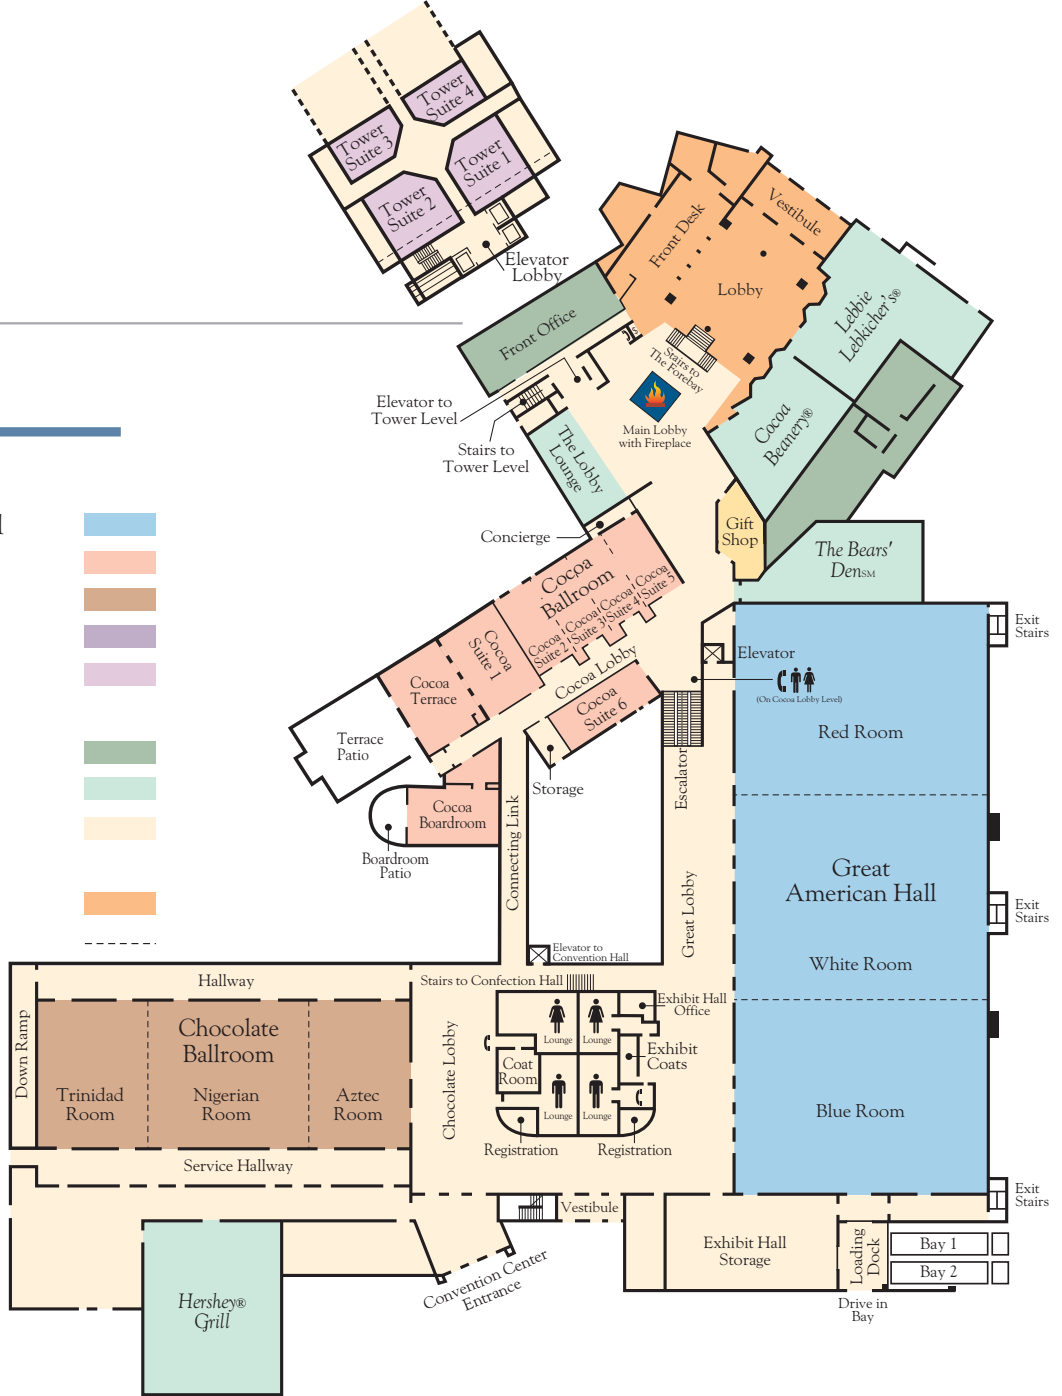 Tower
Suite 4
Tower
Suite 3
Tower
Suite 1
Tower
Suite 2
Elevator
Lobby
Vestibule
Front Desk
Lobby
Lebbie
Lebkicher's®
Front Office
Stairs to
The Forebay
Elevator to
Tower Level
Main Lobby
with Fireplace
Cocoa
Beanery®
Stairs to
Tower Level
The Lobby
Lounge
Concierge
Gift
Shop
The Bears'
DenSM
Cocoa
Ballroom
Cocoa
Suite 2
Cocoa
Suite 3
Cocoa
Suite 4
Cocoa
Suite 5
Cocoa
Suite 1
Cocoa Lobby
Cocoa
Terrace
Cocoa
Suite 6
Terrace
Patio
Storage
Cocoa
Boardroom
Boardroom
Patio
Connecting Link
Elevator
(On Cocoa Lobby Level)
Escalator
Exit
Stairs
Red Room
Great
American Hall
Great Lobby
Exit
Stairs
White Room
Elevator to
Convention Hall
Stairs to Confection Hall
Hallway
Down Ramp
Chocolate
Ballroom
Trinidad
Room
Nigerian
Room
Aztec
Room
Chocolate Lobby
Exhibit Hall
Office
Lounge
Lounge
Coat
Room
Exhibit
Coats
Lounge
Lounge
Registration
Registration
Blue Room
Service Hallway
Exit
Stairs
Vestibule
Exhibit Hall
Storage
Loading
Dock
Bay 1
Bay 2
Drive in
Bay
Convention Center
Entrance
Hershey®
Grill